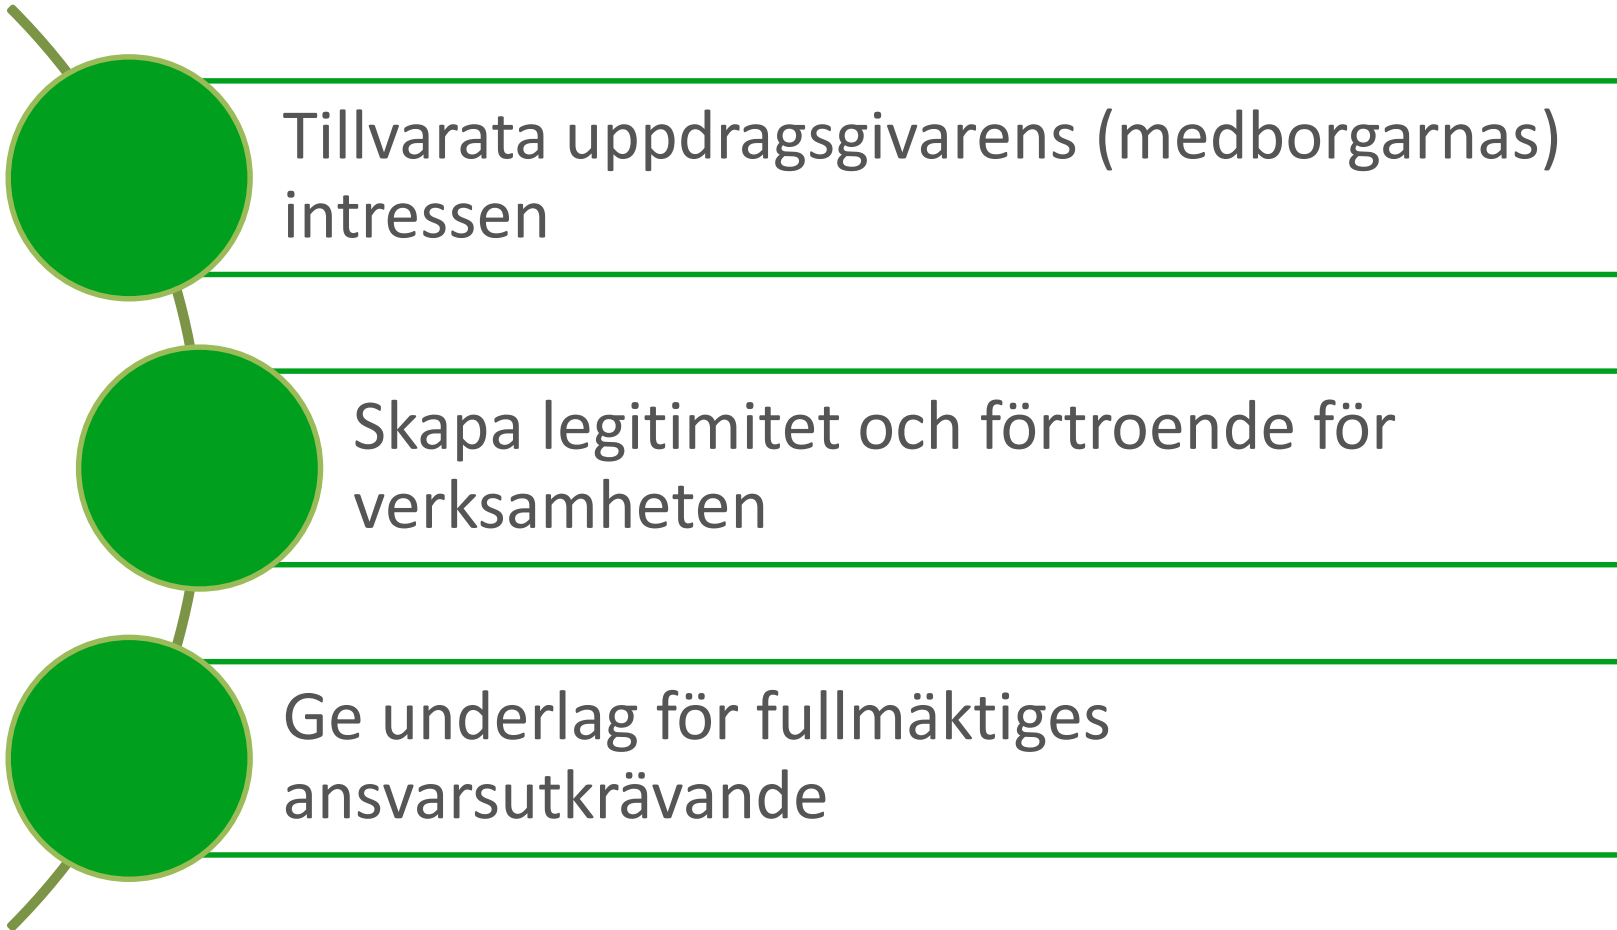 Tillvarata uppdragsgivarens (medborgarnas)
intressen
Skapa legitimitet och förtroende för
verksamheten
Ge underlag för fullmäktiges
ansvarsutkrävande